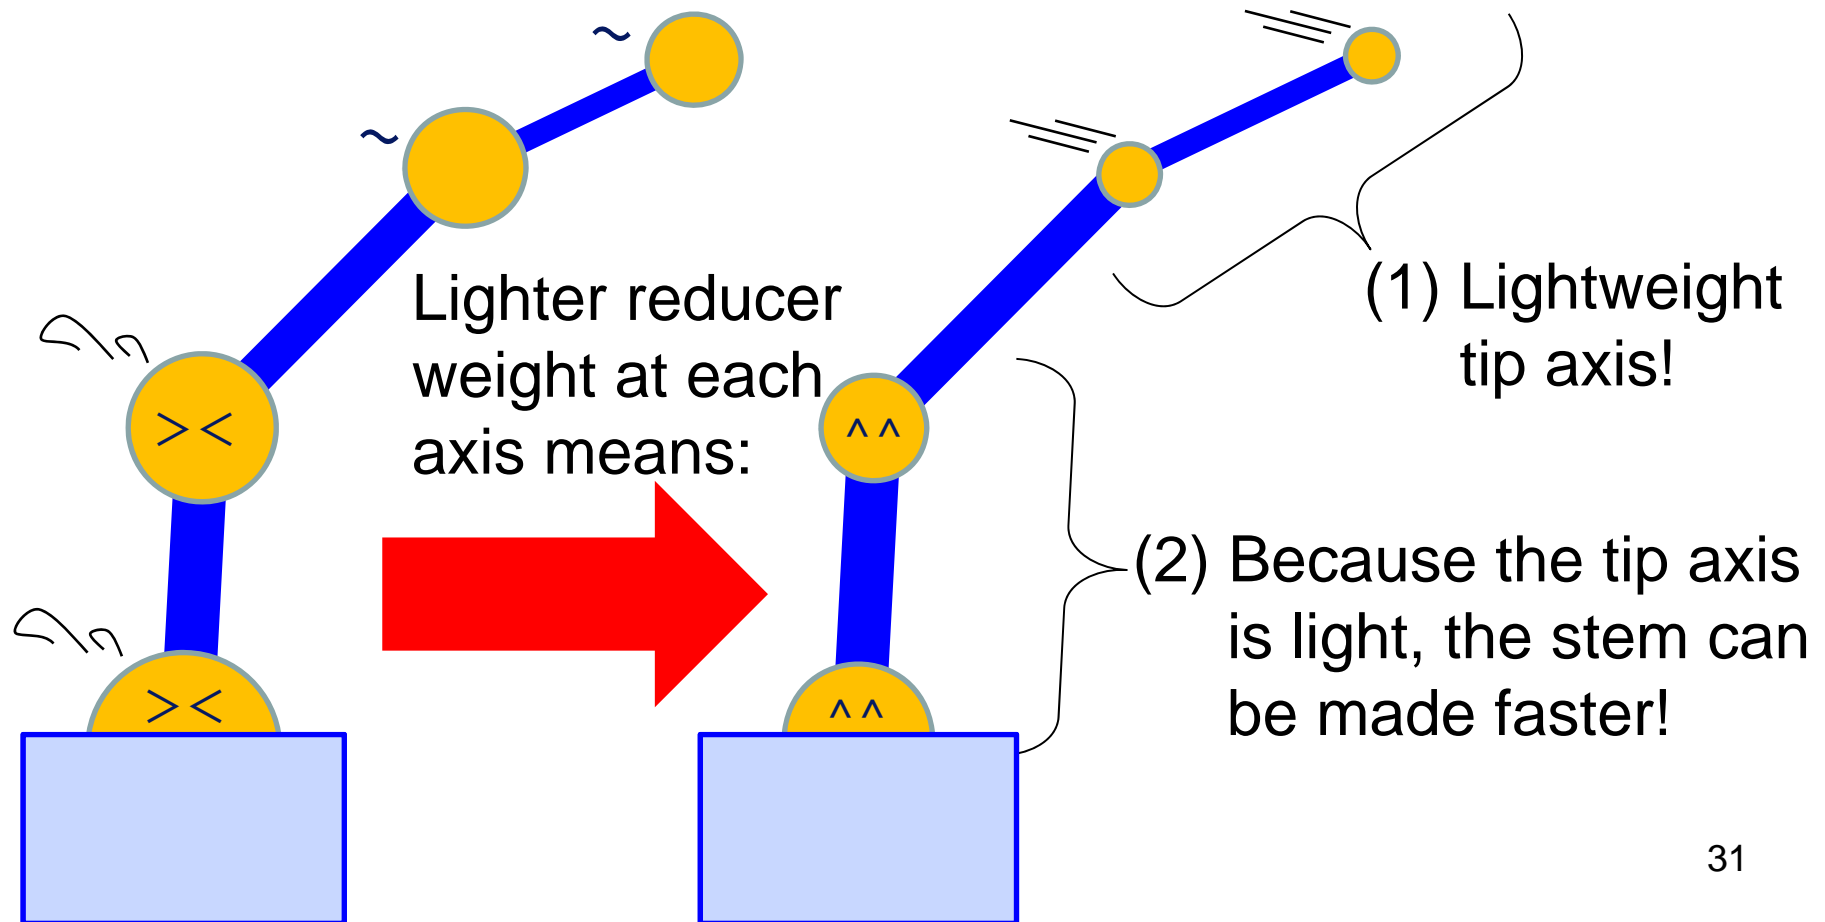 ~
~
Lighter reducer
weight at each
axis means:
(1) Lightweight
tip axis!
> <
^ ^
(2) Because the tip axis
is light, the stem can
be made faster!
> <
^ ^
31